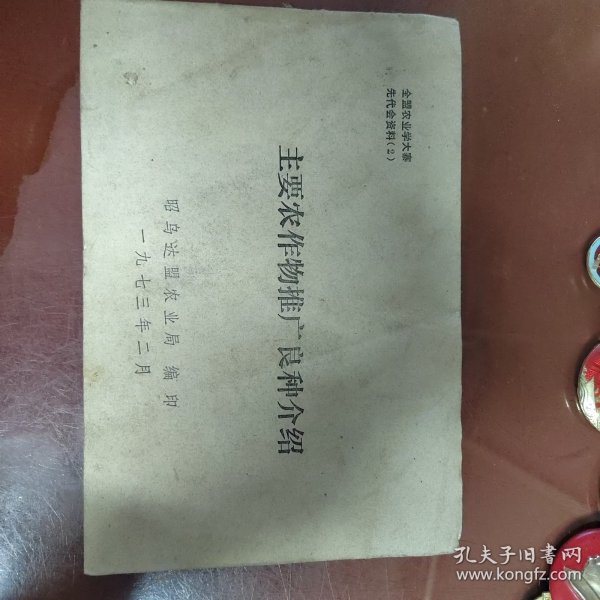 全盟农业学大寨
先代会资料(2)
主要农作物推广良种介绍
昭乌达盟农业局 编印
一九七三年二月
孔夫子旧书网
www.kongfz.com